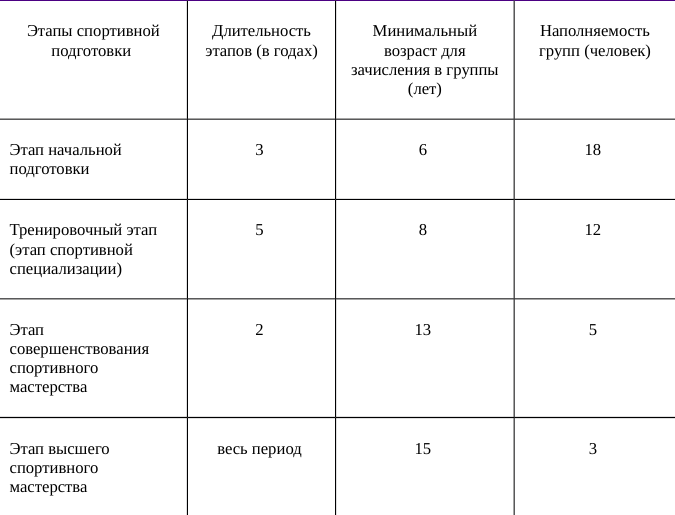 Этапы спортивной
подготовки
Длительность
этапов (в годах)
Минимальный
возраст для
зачисления в группы
(лет)
Наполняемость
групп (человек)
Этап начальной
подготовки
3
6
18
Тренировочный этап
(этап спортивной
специализации)
5
8
12
Этап
совершенствования
спортивного
мастерства
2
13
5
Этап высшего
спортивного
мастерства
весь период
15
3